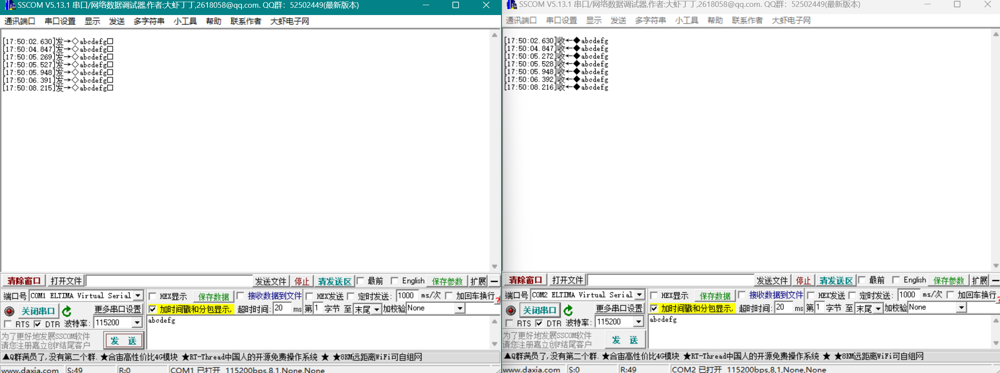 SSCOM V5.13.1 串口/网络数据调试器,作者:大虾丁丁,2618058@qq.com. QQ群: 52502449(最新版本)
通讯端口 串口设置 显示 发送 多字符串 小工具 帮助 联系作者 大虾电子网
[17:50:02.630]发→◇abcdefg□
[17:50:04.847]发→◇abcdefg□
[17:50:05.269]发→◇abcdefg□
[17:50:05.527]发→◇abcdefg□
[17:50:05.948]发→◇abcdefg□
[17:50:06.391]发→◇abcdefg□
[17:50:08.215]发→◇abcdefg□
清除窗口 打开文件 发送文件 停止 清发送区 最前 English 保存参数 扩展 —
端口号 COM1 ELTIMA Virtual Serial HEX显示 保存数据 接收数据到文件 HEX发送 定时发送: 1000 ms/次 加回车换行 ?
关闭串口 更多串口设置 加时间戳和分包显示, 超时时间: 20 ms 第 1 字节 至 末尾 加校验 None
RTS DTR 波特率: 115200
abcdefg
为了更好地发展SSCOM软件
请您注册嘉立创F结尾客户
发 送
▲Q群满员了,没有第二个群. ★合宙高性价比4G模块 ★RT-Thread中国人的开源免费操作系统 ★ ★8KM远距离WiFi可自组网
www.daxia.com S:49 R:0 COM1 已打开 115200bps,8,1,None,None
SSCOM V5.13.1 串口/网络数据调试器,作者:大虾丁丁,2618058@qq.com. QQ群: 52502449(最新版本)
通讯端口 串口设置 显示 发送 多字符串 小工具 帮助 联系作者 大虾电子网
[17:50:02.630]收←◆abcdefg
[17:50:04.847]收←◆abcdefg
[17:50:05.272]收←◆abcdefg
[17:50:05.528]收←◆abcdefg
[17:50:05.948]收←◆abcdefg
[17:50:06.392]收←◆abcdefg
[17:50:08.216]收←◆abcdefg
清除窗口 打开文件 发送文件 停止 清发送区 最前 English 保存参数 扩展 —
端口号 COM2 ELTIMA Virtual Serial HEX显示 保存数据 接收数据到文件 HEX发送 定时发送: 1000 ms/次 加回车换行 ?
关闭串口 更多串口设置 加时间戳和分包显示, 超时时间: 20 ms 第 1 字节 至 末尾 加校验 None
RTS DTR 波特率: 115200
abcdefg
为了更好地发展SSCOM软件
请您注册嘉立创F结尾客户
发 送
▲Q群满员了,没有第二个群. ★合宙高性价比4G模块 ★RT-Thread中国人的开源免费操作系统 ★ ★8KM远距离WiFi可自组网
www.daxia.com S:0 R:49 COM2 已打开 115200bps,8,1,None,None